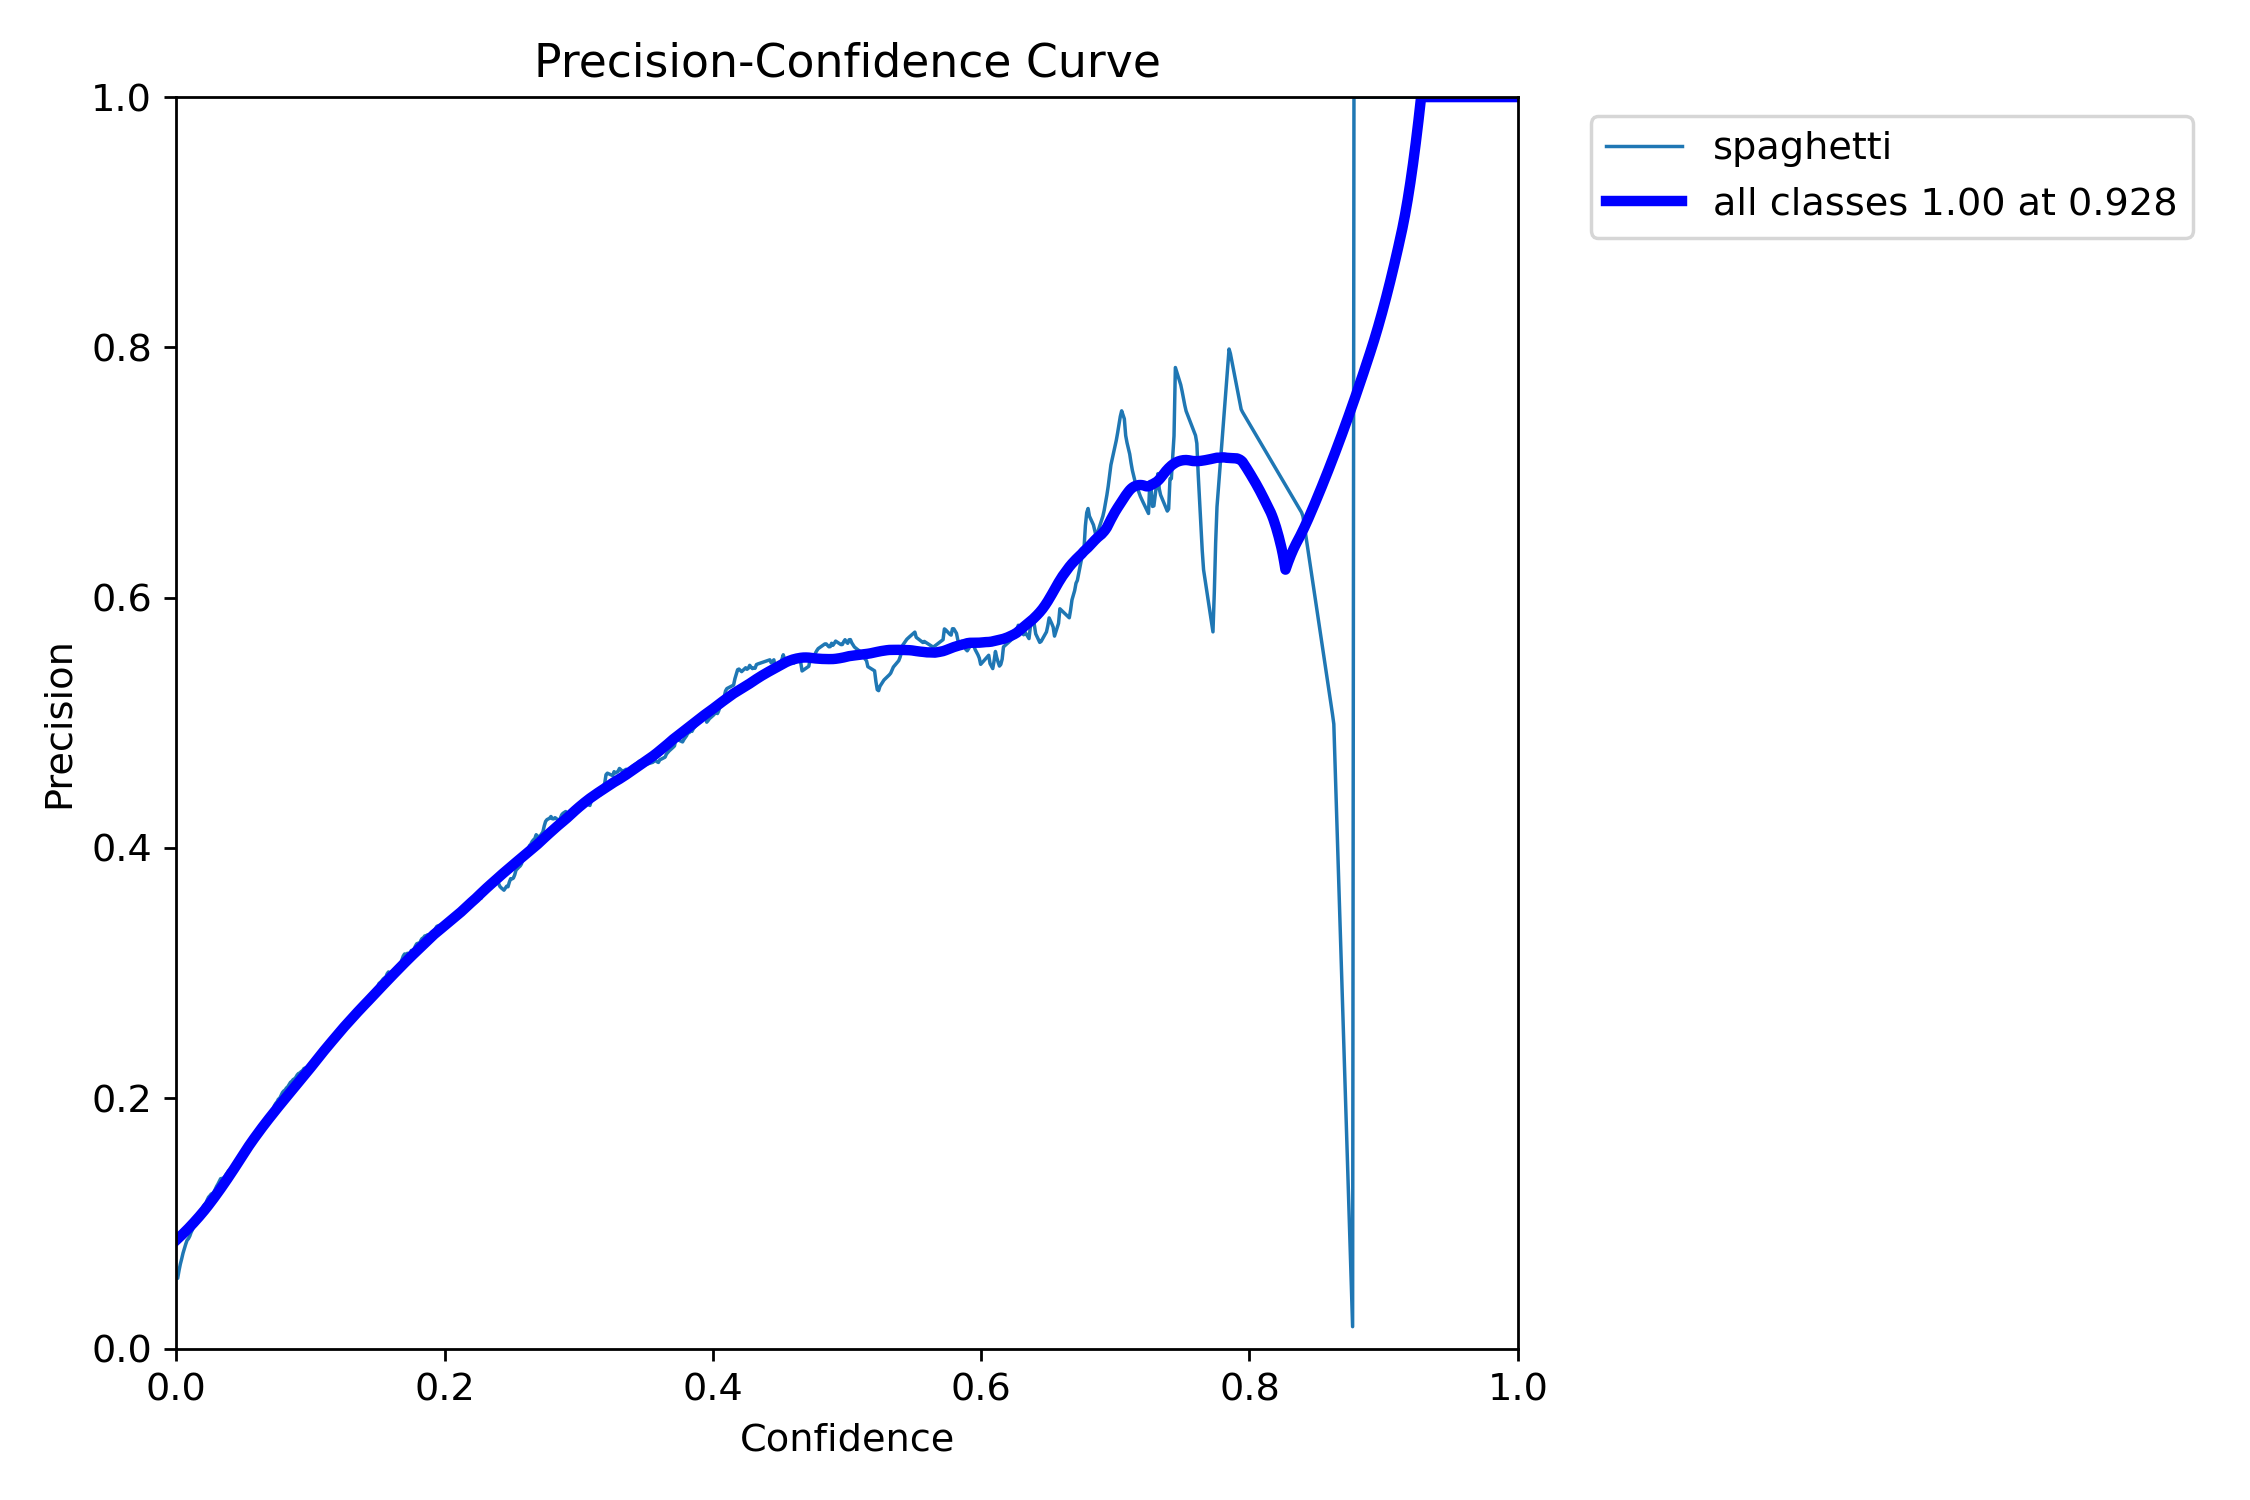 Precision-Confidence Curve
1.0
0.8
0.6
0.4
0.2
0.0
Precision
0.0 0.2 0.4 0.6 0.8 1.0
Confidence
spaghetti
all classes 1.00 at 0.928